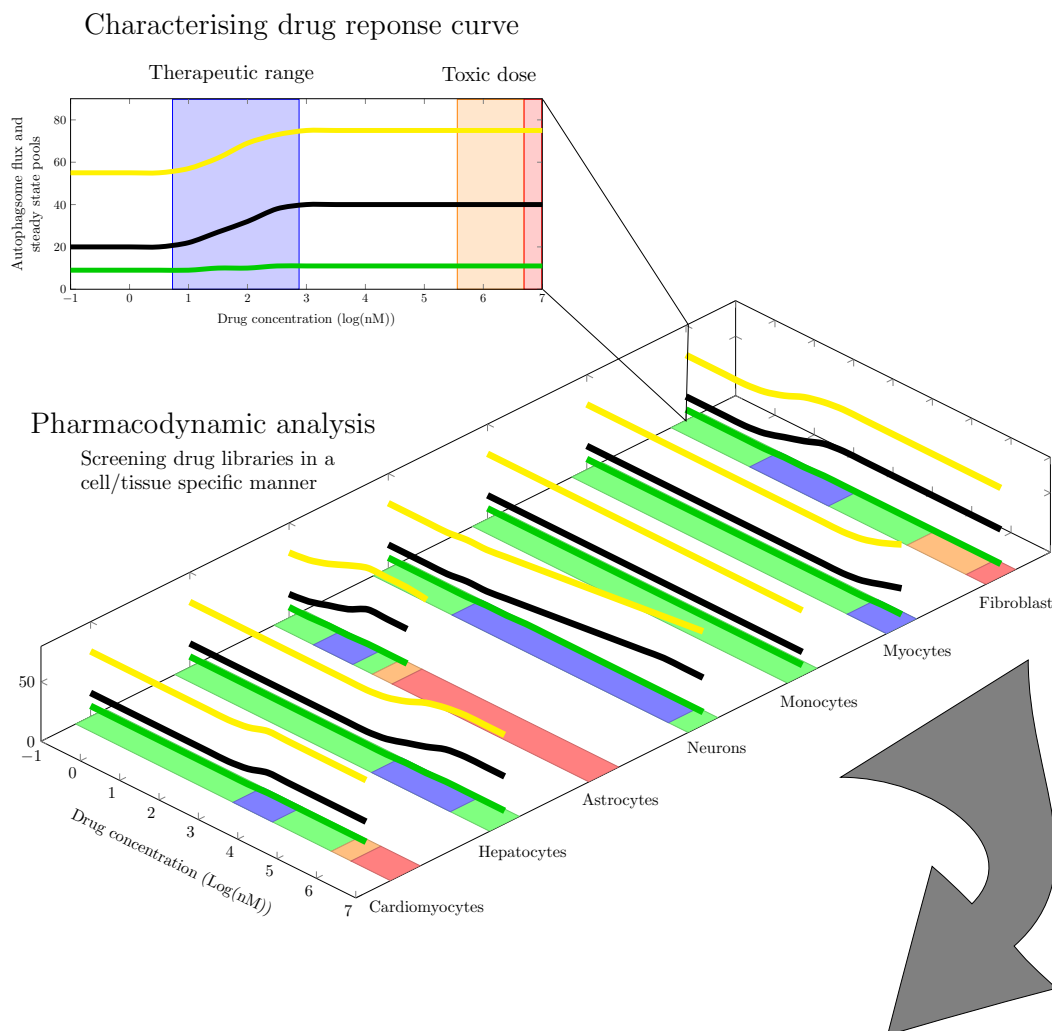 Characterising drug reponse curve
Therapeutic range
Toxic dose
Autophagsome flux and
steady state pools
80
60
40
20
0
−1
0
1
2
3
4
5
6
7
Drug concentration (log(nM))
Pharmacodynamic analysis
Screening drug libraries in a
cell/tissue specific manner
50
0
−1
0
1
2
3
4
5
6
7
Drug concentration (Log(nM))
Fibroblast
Myocytes
Monocytes
Neurons
Astrocytes
Hepatocytes
Cardiomyocytes